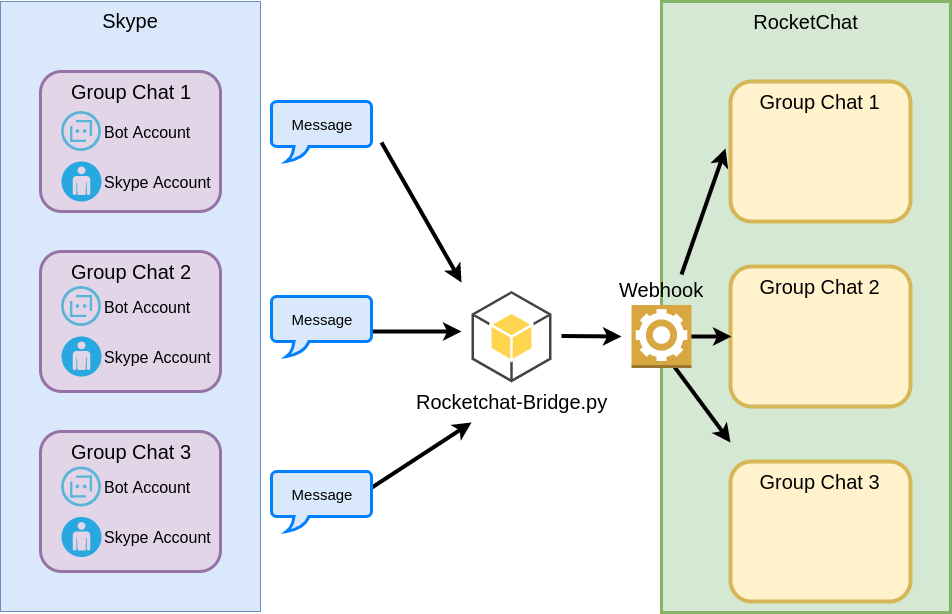 Skype
Group Chat 1
Bot Account
Skype Account
Group Chat 2
Bot Account
Skype Account
Group Chat 3
Bot Account
Skype Account
Message
Message
Message
Rocketchat-Bridge.py
Webhook
RocketChat
Group Chat 1
Group Chat 2
Group Chat 3